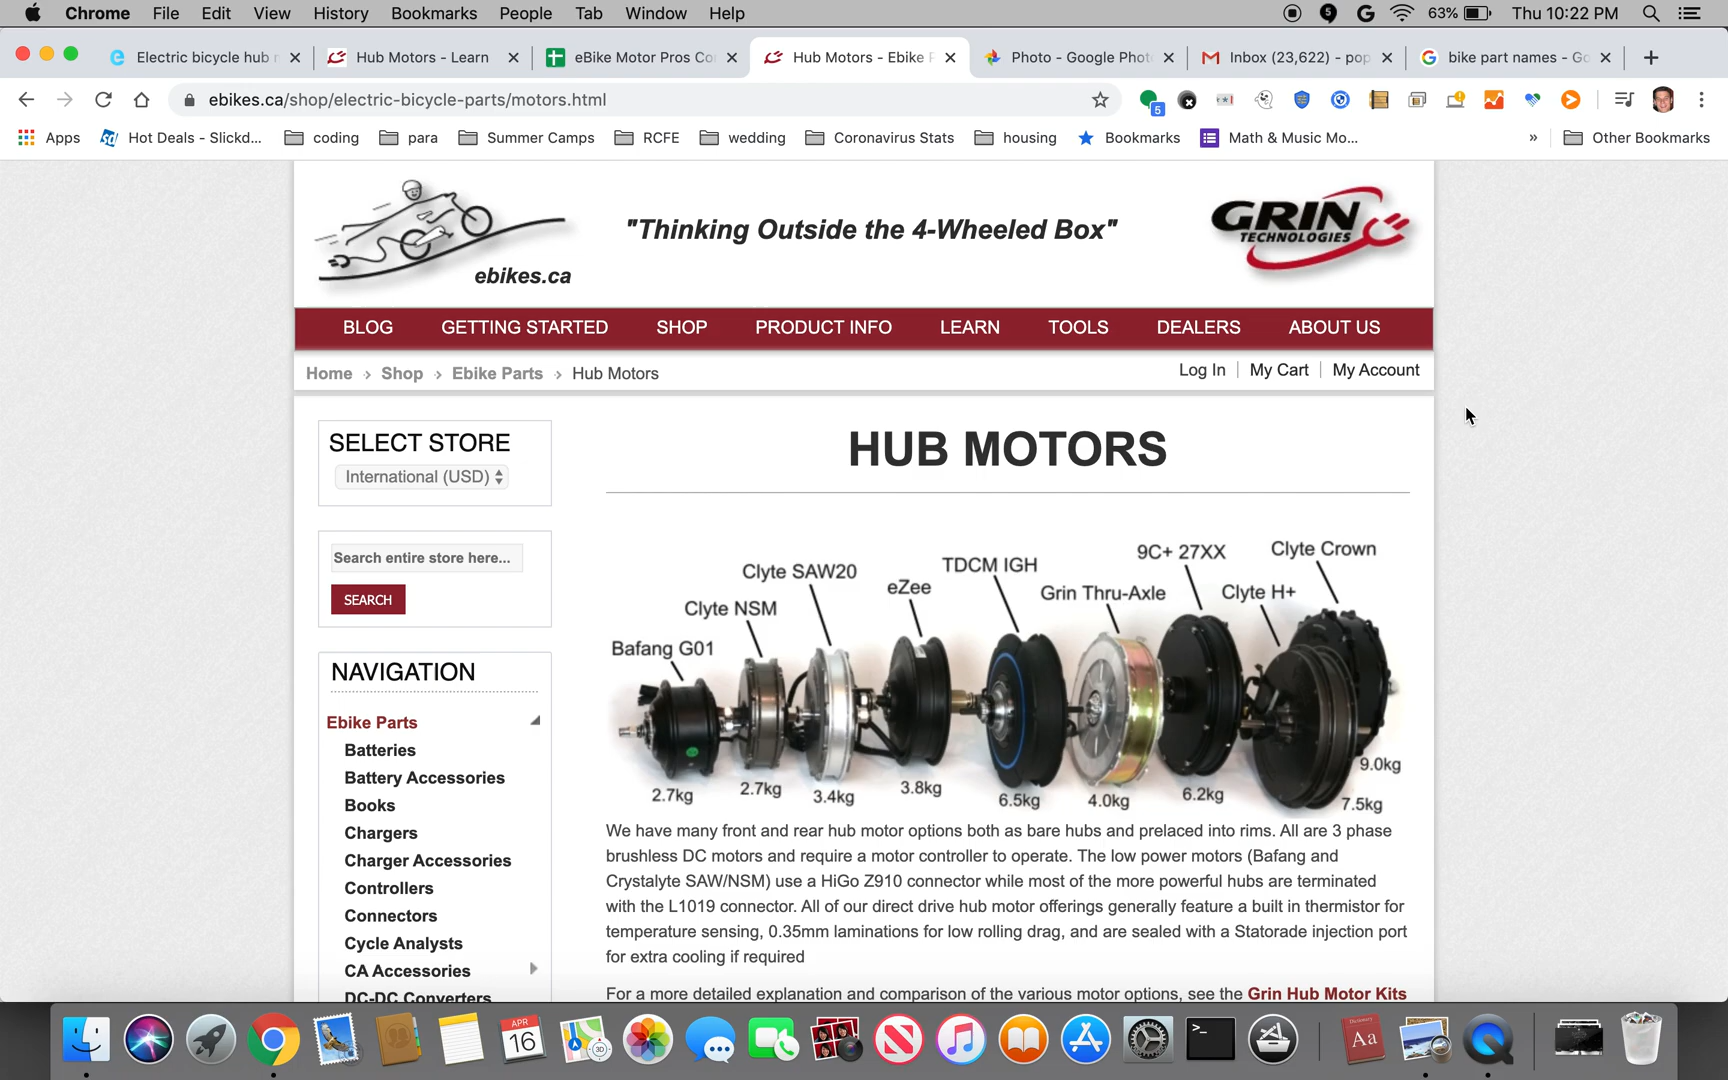 Chrome File Edit View History Bookmarks People Tab Window Help 5 G 63% Thu 10:22 PM
Electric bicycle hub Hub Motors - Learn eBike Motor Pros Co Hub Motors - Ebike Photo - Google Phot Inbox (23,622) - pop bike part names - Go
ebikes.ca/shop/electric-bicycle-parts/motors.html 5
Apps Hot Deals - Slickd... coding para Summer Camps RCFE wedding Coronavirus Stats housing Bookmarks Math & Music Mo... » Other Bookmarks
ebikes.ca
"Thinking Outside the 4-Wheeled Box"
GRIN
TECHNOLOGIES
BLOG GETTING STARTED SHOP PRODUCT INFO LEARN TOOLS DEALERS ABOUT US
Home › Shop › Ebike Parts › Hub Motors
Log In | My Cart | My Account
SELECT STORE
International (USD)
Search entire store here...
SEARCH
NAVIGATION
Ebike Parts
Batteries
Battery Accessories
Books
Chargers
Charger Accessories
Controllers
Connectors
Cycle Analysts
CA Accessories
DC-DC Converters
HUB MOTORS
Bafang G01
Clyte NSM
Clyte SAW20
eZee
TDCM IGH
Grin Thru-Axle
9C+ 27XX
Clyte H+
Clyte Crown
2.7kg
2.7kg
3.4kg
3.8kg
6.5kg
4.0kg
6.2kg
7.5kg
9.0kg
We have many front and rear hub motor options both as bare hubs and prelaced into rims. All are 3 phase
brushless DC motors and require a motor controller to operate. The low power motors (Bafang and
Crystalyte SAW/NSM) use a HiGo Z910 connector while most of the more powerful hubs are terminated
with the L1019 connector. All of our direct drive hub motor offerings generally feature a built in thermistor for
temperature sensing, 0.35mm laminations for low rolling drag, and are sealed with a Statorade injection port
for extra cooling if required
For a more detailed explanation and comparison of the various motor options, see the Grin Hub Motor Kits
APR
16
3D
>_
Aa